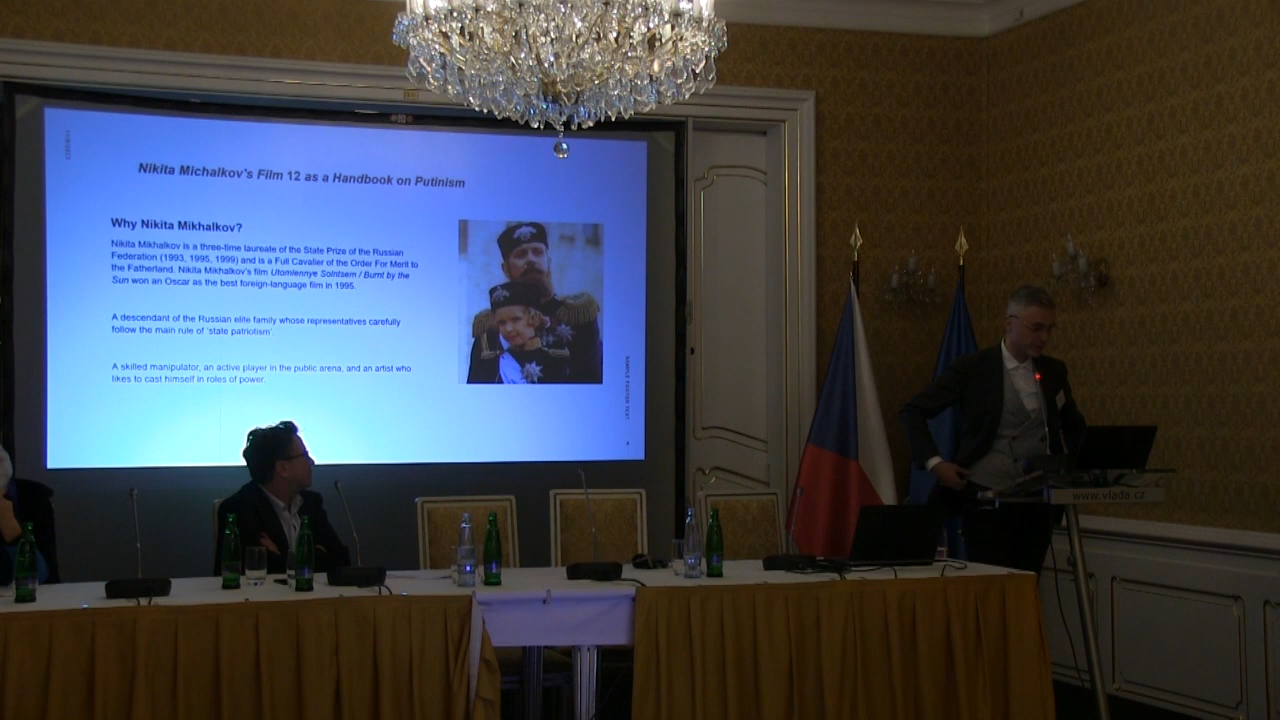 Nikita Michalkov's Film 12 as a Handbook on Putinism
Why Nikita Mikhalkov?
Nikita Mikhalkov is a three-time laureate of the State Prize of the Russian
Federation (1993, 1995, 1999) and is a Full Cavalier of the Order For Merit to
the Fatherland. Nikita Mikhalkov's film Utomlennye Solntsem / Burnt by the
Sun won an Oscar as the best foreign-language film in 1995.
A descendant of the Russian elite family whose representatives carefully
follow the main rule of 'state patriotism'.
A skilled manipulator, an active player in the public arena, and an artist who
likes to cast himself in roles of power.
SAMPLE FOOTER TEXT
www.vlada.cz